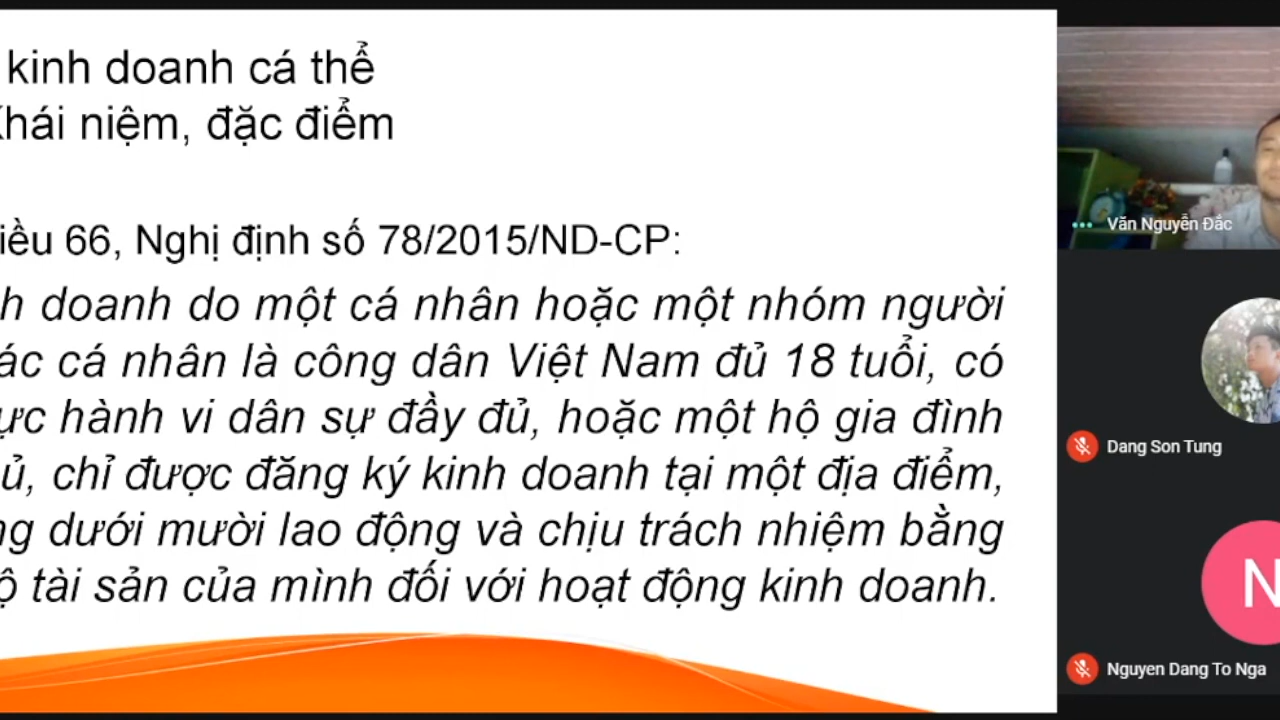 kinh doanh cá thể
Khái niệm, đặc điểm
iều 66, Nghị định số 78/2015/ND-CP:
h doanh do một cá nhân hoặc một nhóm người
ác cá nhân là công dân Việt Nam đủ 18 tuổi, có
ực hành vi dân sự đầy đủ, hoặc một hộ gia đình
ủ, chỉ được đăng ký kinh doanh tại một địa điểm,
ng dưới mười lao động và chịu trách nhiệm bằng
ộ tài sản của mình đối với hoạt động kinh doanh.
Văn Nguyễn Đắc
Dang Son Tung
N
Nguyen Dang To Nga